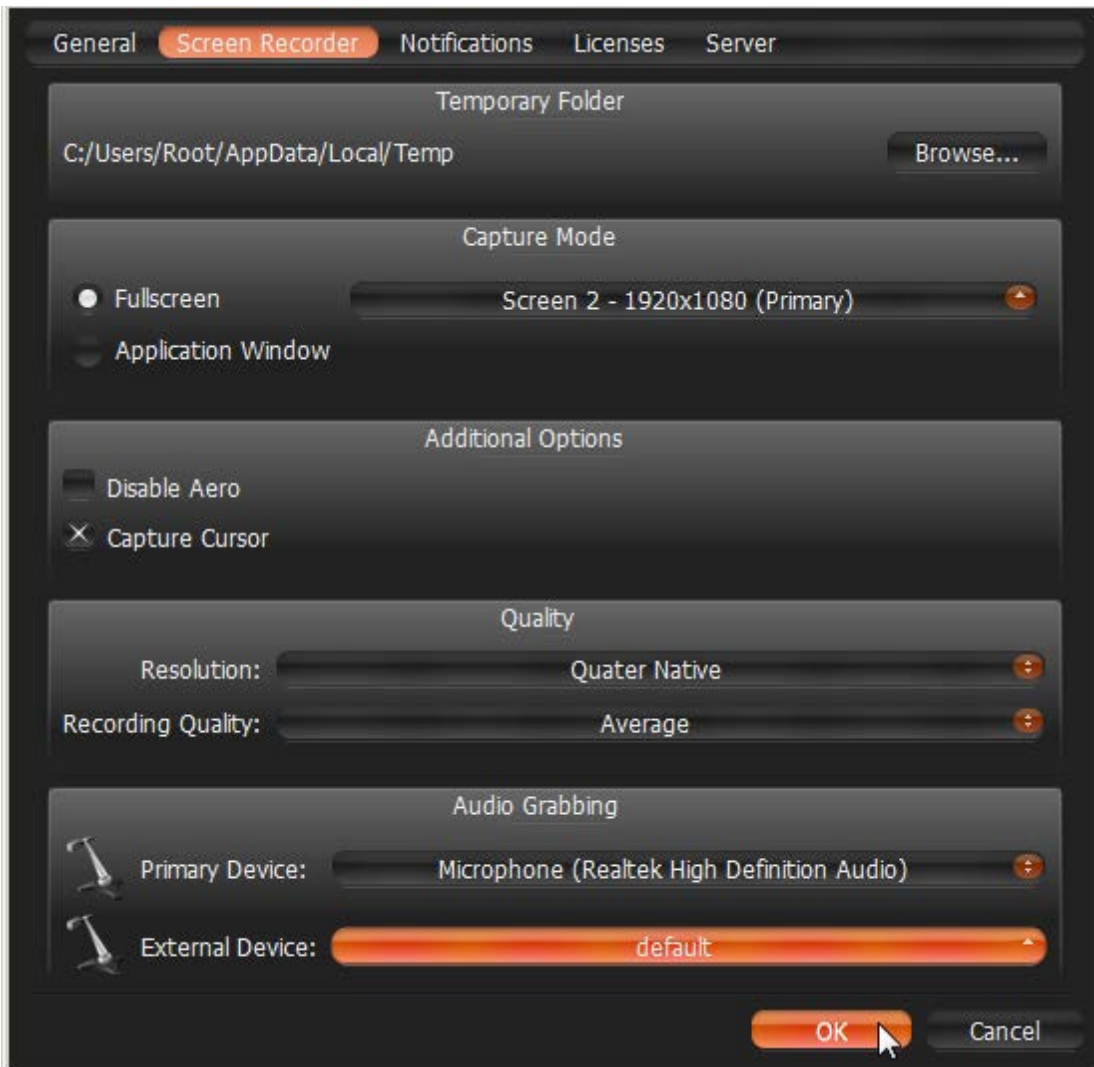 General Screen Recorder Notifications Licenses Server
Temporary Folder
C:/Users/Root/AppData/Local/Temp Browse...
Capture Mode
Fullscreen Screen 2 - 1920x1080 (Primary)
Application Window
Additional Options
Disable Aero
Capture Cursor
Quality
Resolution: Quater Native
Recording Quality: Average
Audio Grabbing
Primary Device: Microphone (Realtek High Definition Audio)
External Device: default
OK Cancel